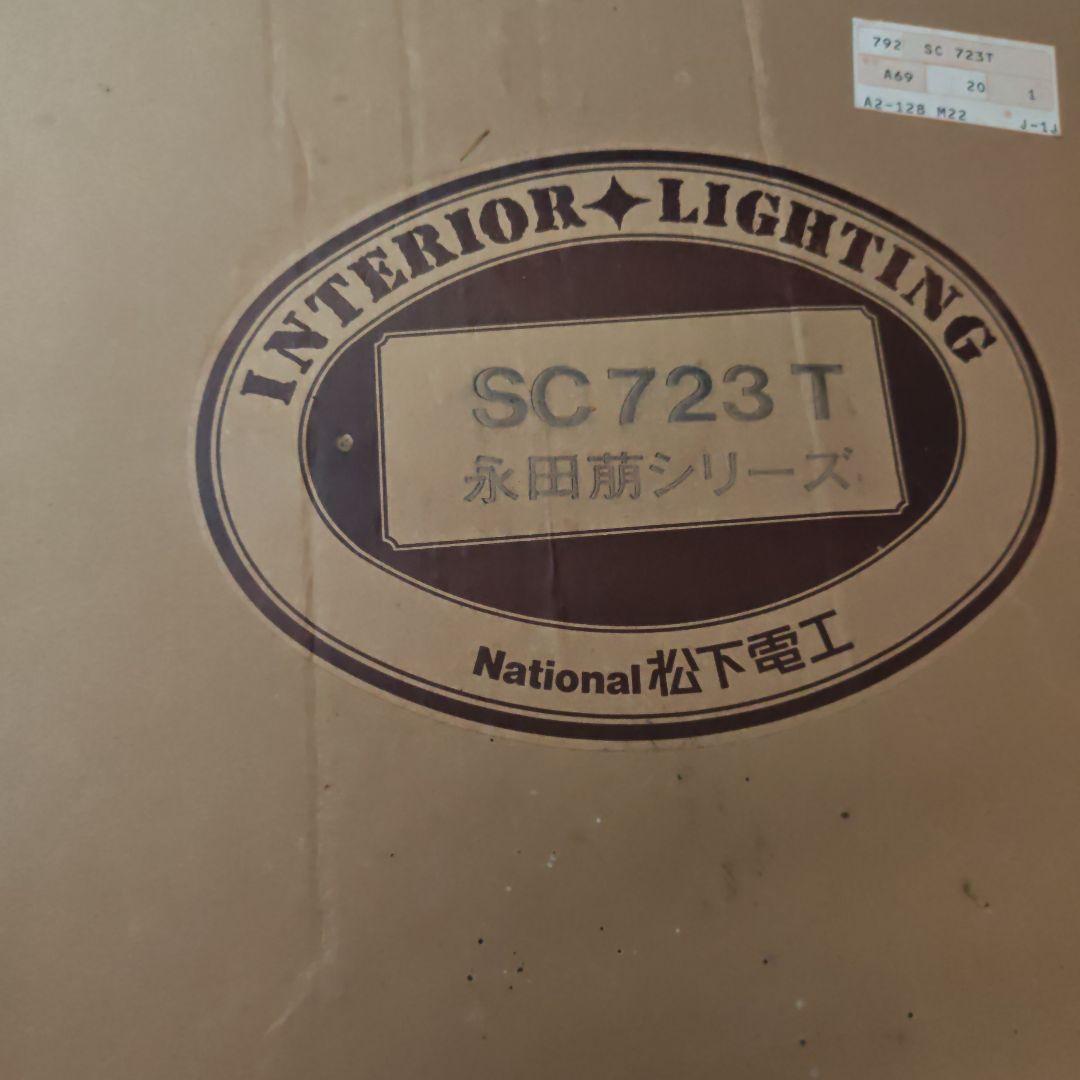 792 SC 723T
A69 20 1
A2-128 M22 J-1J
INTERIOR✦LIGHTING
SC723T
永田萠シリーズ
National松下電工